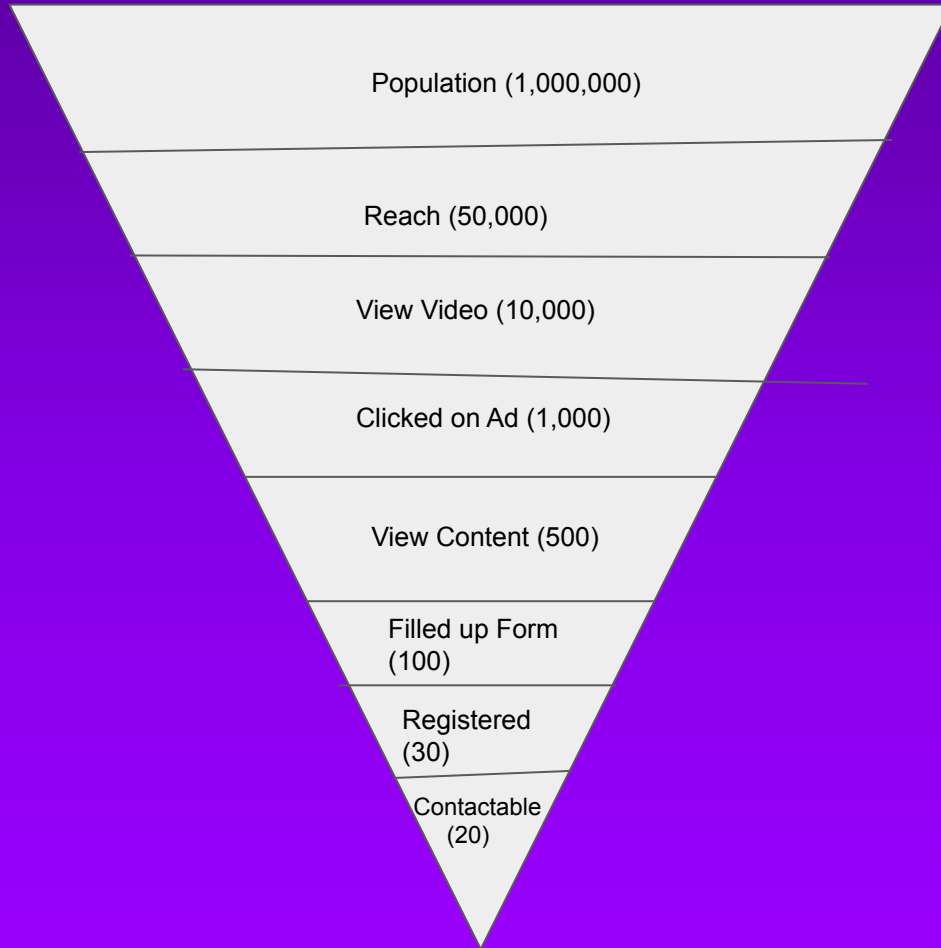 Population (1,000,000)
Reach (50,000)
View Video (10,000)
Clicked on Ad (1,000)
View Content (500)
Filled up Form
(100)
Registered
(30)
Contactable
(20)